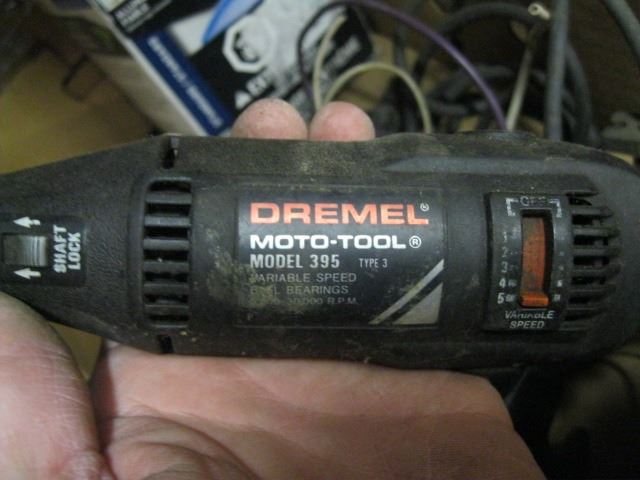 DREMEL®
MOTO-TOOL®
MODEL 395 TYPE 3
VARIABLE SPEED
BEARINGS
R.P.M.
SHAFT
LOCK
OFF
2
3
4
5
VARIABLE
SPEED